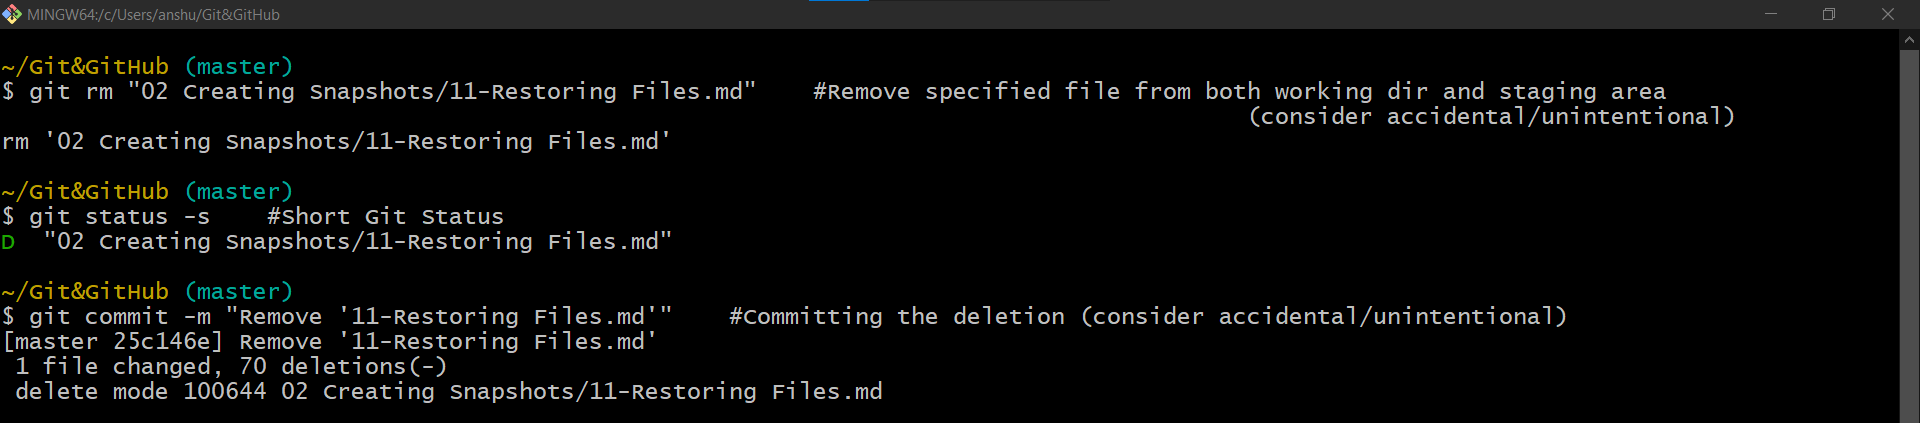 MINGW64:/c/Users/anshu/Git&GitHub
~/Git&GitHub (master)
$ git rm "02 Creating Snapshots/11-Restoring Files.md"    #Remove specified file from both working dir and staging area
(consider accidental/unintentional)
rm '02 Creating Snapshots/11-Restoring Files.md'
~/Git&GitHub (master)
$ git status -s    #Short Git Status
D  "02 Creating Snapshots/11-Restoring Files.md"
~/Git&GitHub (master)
$ git commit -m "Remove '11-Restoring Files.md'"    #Committing the deletion (consider accidental/unintentional)
[master 25c146e] Remove '11-Restoring Files.md'
1 file changed, 70 deletions(-)
delete mode 100644 02 Creating Snapshots/11-Restoring Files.md